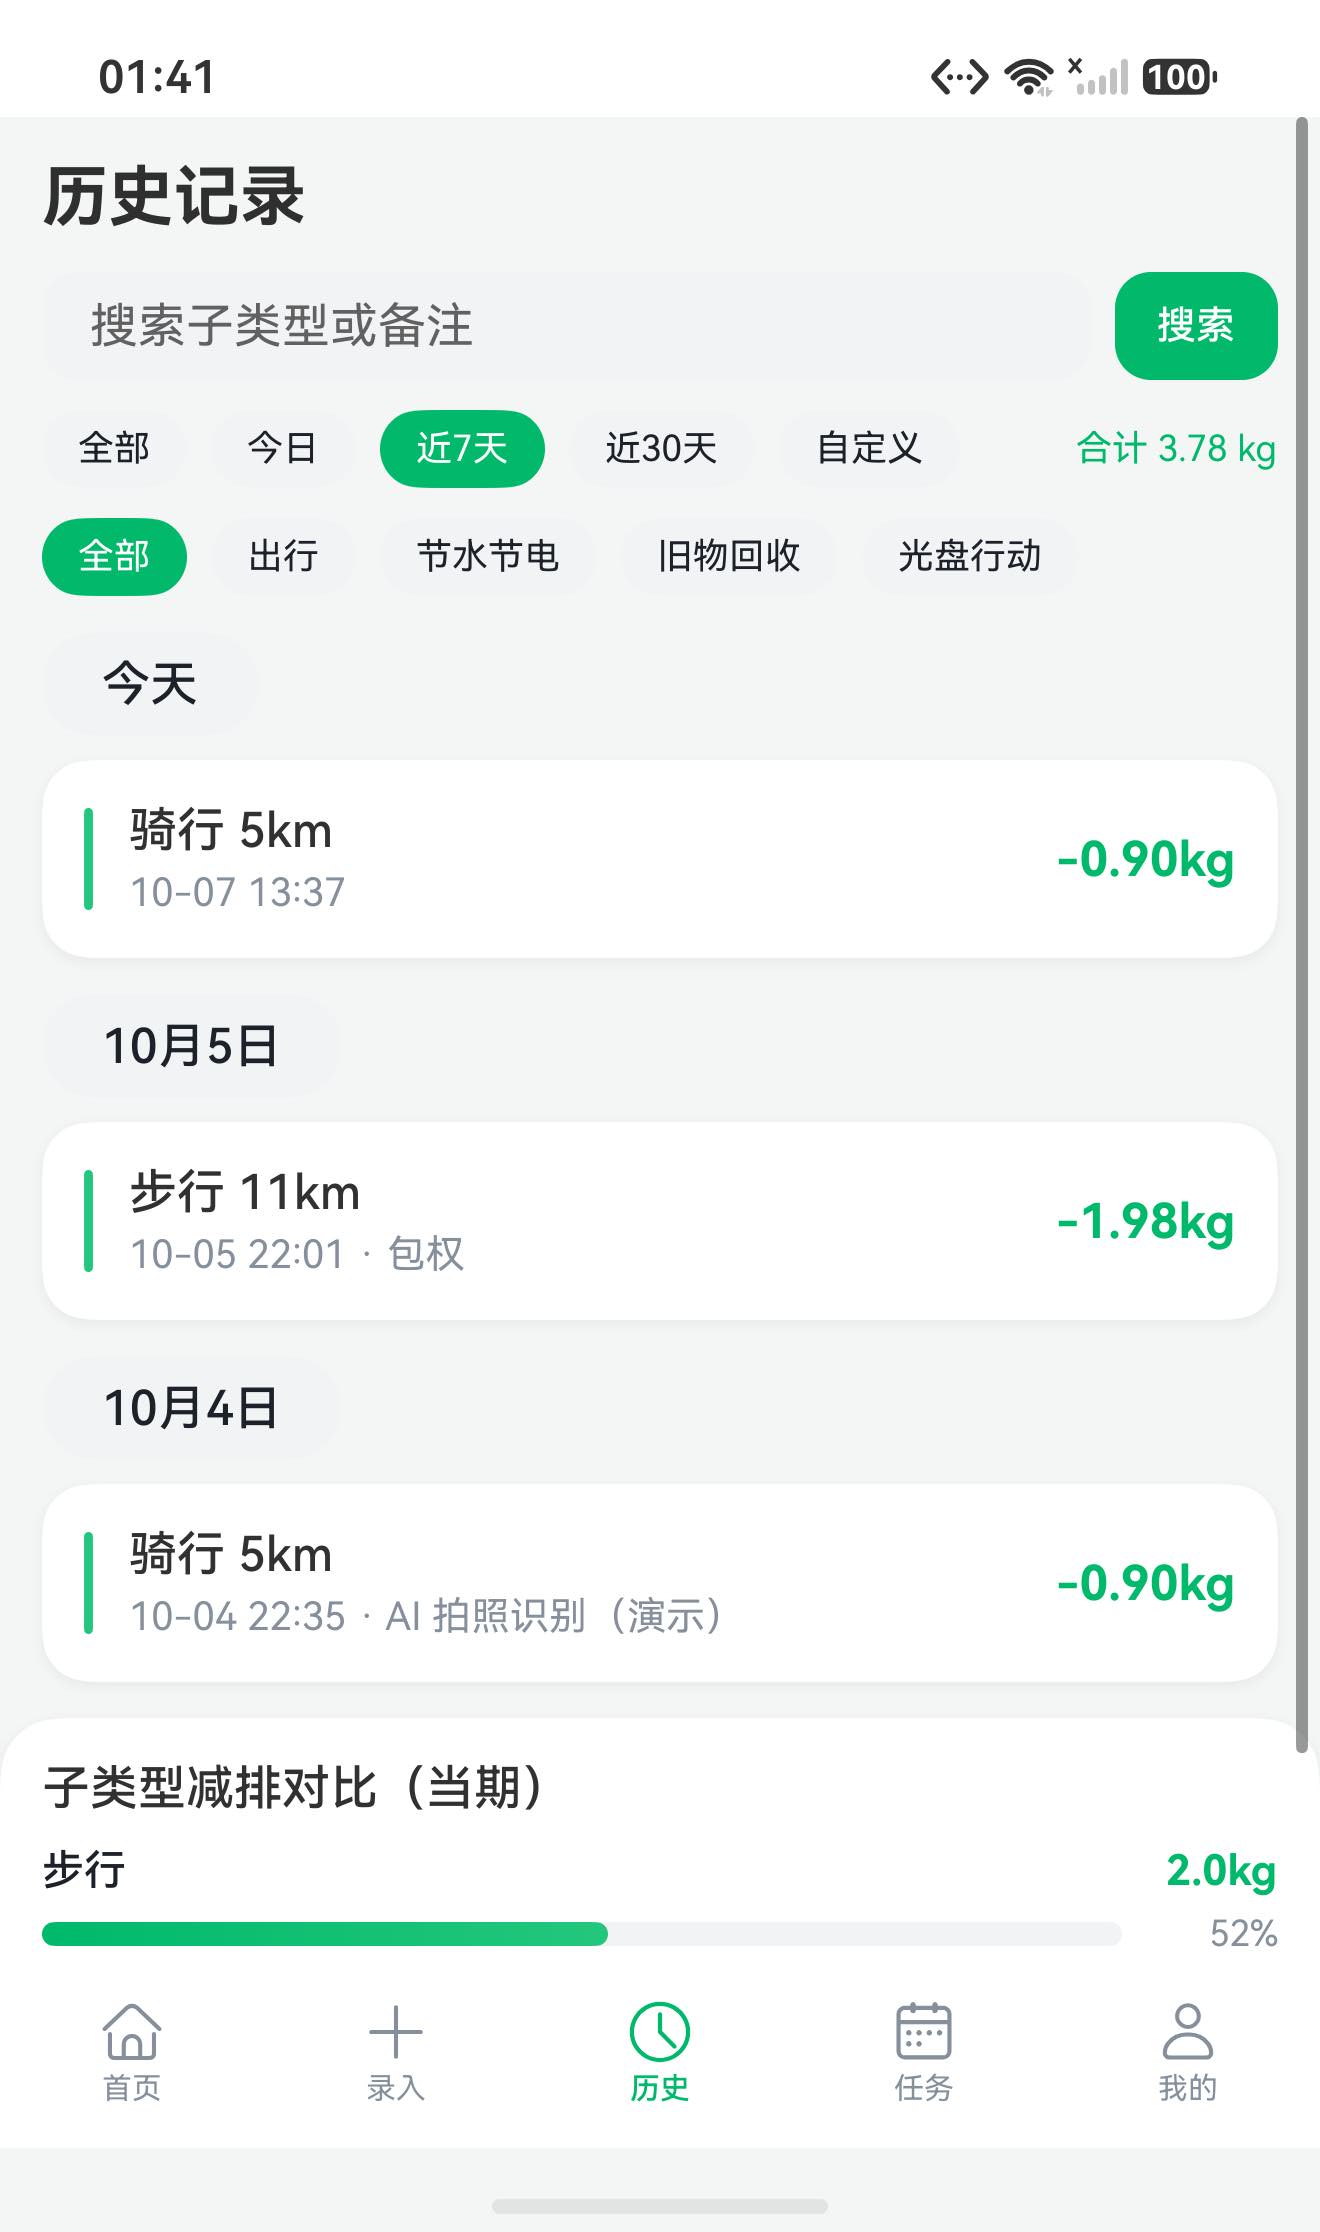 01:41
100
历史记录
搜索子类型或备注
搜索
全部 今日 近7天 近30天 自定义 合计 3.78 kg
全部 出行 节水节电 旧物回收 光盘行动
今天
骑行 5km
10-07 13:37
-0.90kg
10月5日
步行 11km
10-05 22:01 · 包权
-1.98kg
10月4日
骑行 5km
10-04 22:35 · AI 拍照识别（演示）
-0.90kg
子类型减排对比（当期）
步行 2.0kg
52%
首页 录入 历史 任务 我的